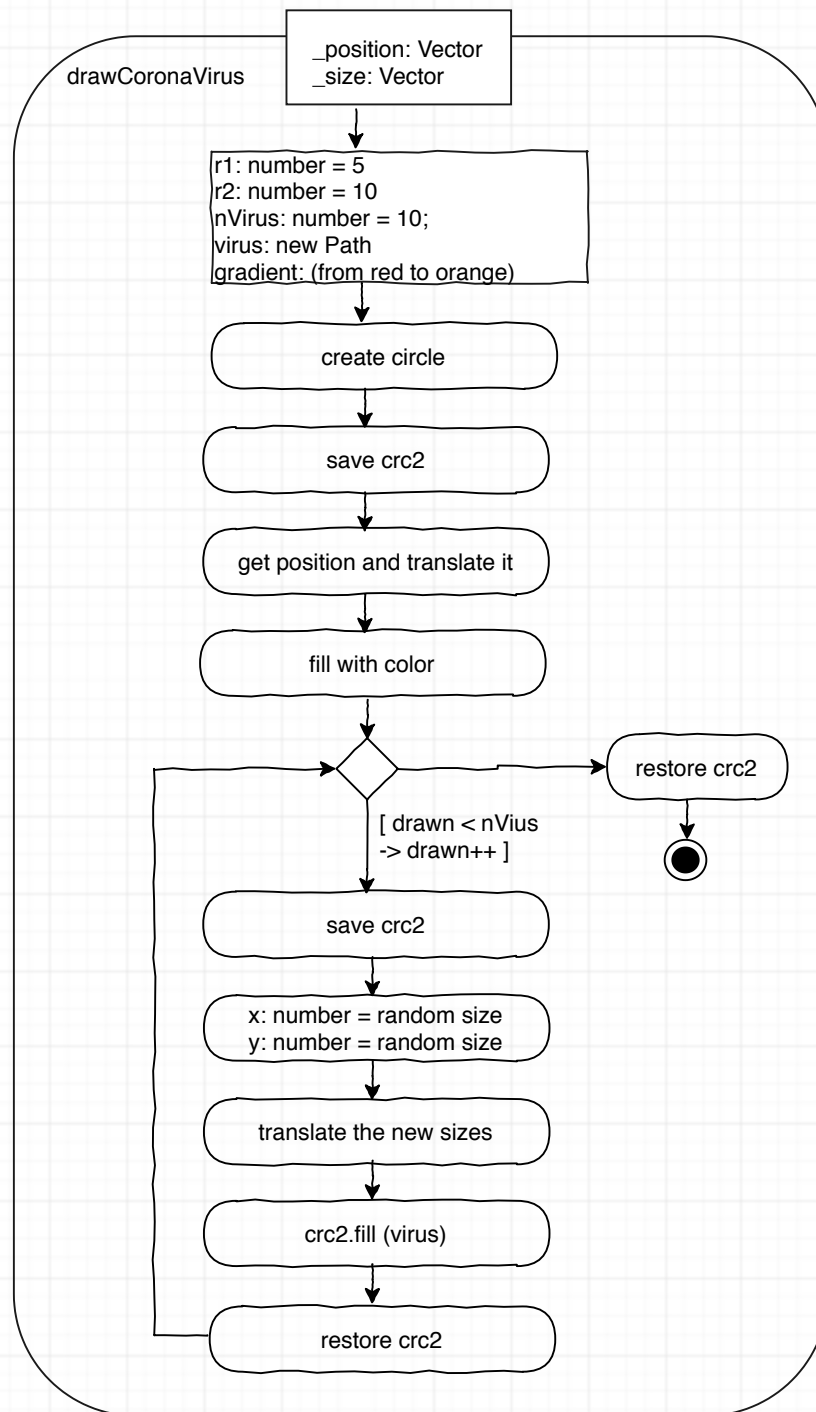 _position: Vector
_size: Vector
drawCoronaVirus
r1: number = 5
r2: number = 10
nVirus: number = 10;
virus: new Path
gradient: (from red to orange)
create circle
save crc2
get position and translate it
fill with color
restore crc2
[ drawn < nVius
-> drawn++ ]
save crc2
x: number = random size
y: number = random size
translate the new sizes
crc2.fill (virus)
restore crc2